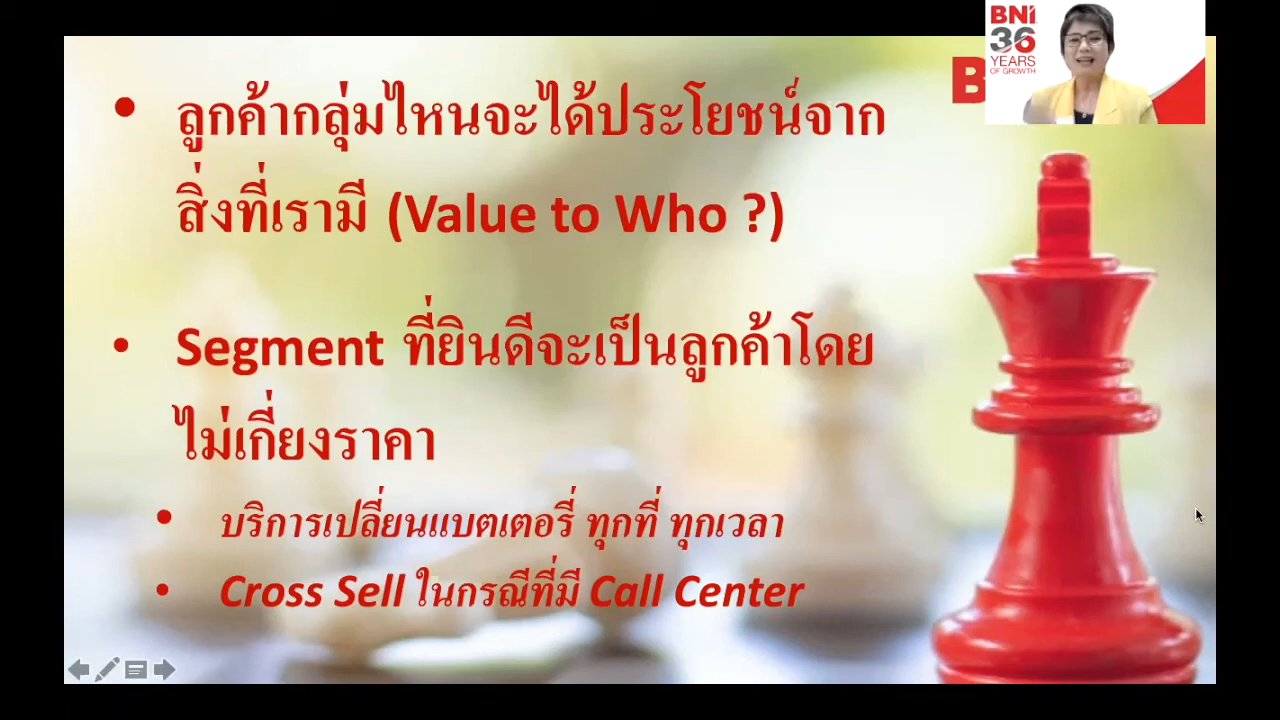 BNI
36
YEARS
OF GROWTH
B
• ลูกค้ากลุ่มไหนจะได้ประโยชน์จาก
สิ่งที่เรามี (Value to Who ?)
• Segment ที่ยินดีจะเป็นลูกค้าโดย
ไม่เกี่ยงราคา
• บริการเปลี่ยนแบตเตอรี่ ทุกที่ ทุกเวลา
• Cross Sell ในกรณีที่มี Call Center